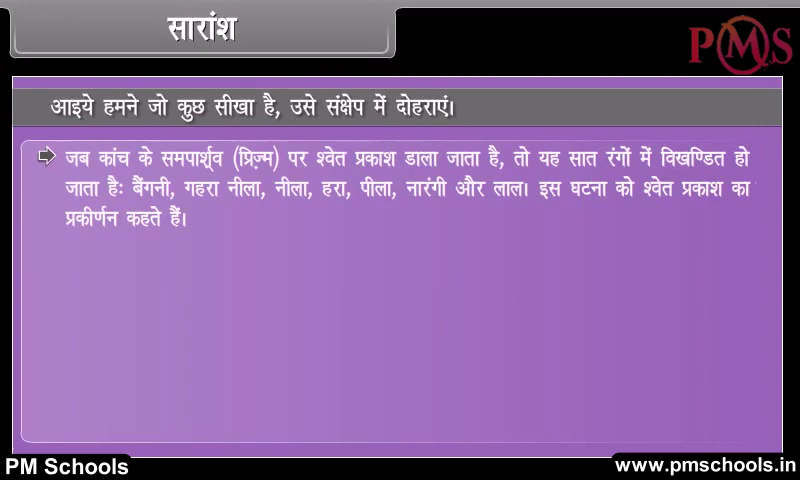 सारांश
PMS
आइये हमने जो कुछ सीखा है, उसे संक्षेप में दोहराएं।
जब कांच के समपार्श्व (प्रिज़्म) पर श्वेत प्रकाश डाला जाता है, तो यह सात रंगों में विखण्डित हो
जाता हैः बैंगनी, गहरा नीला, नीला, हरा, पीला, नारंगी और लाल। इस घटना को श्वेत प्रकाश का
प्रकीर्णन कहते हैं।
PM Schools
www.pmschools.in